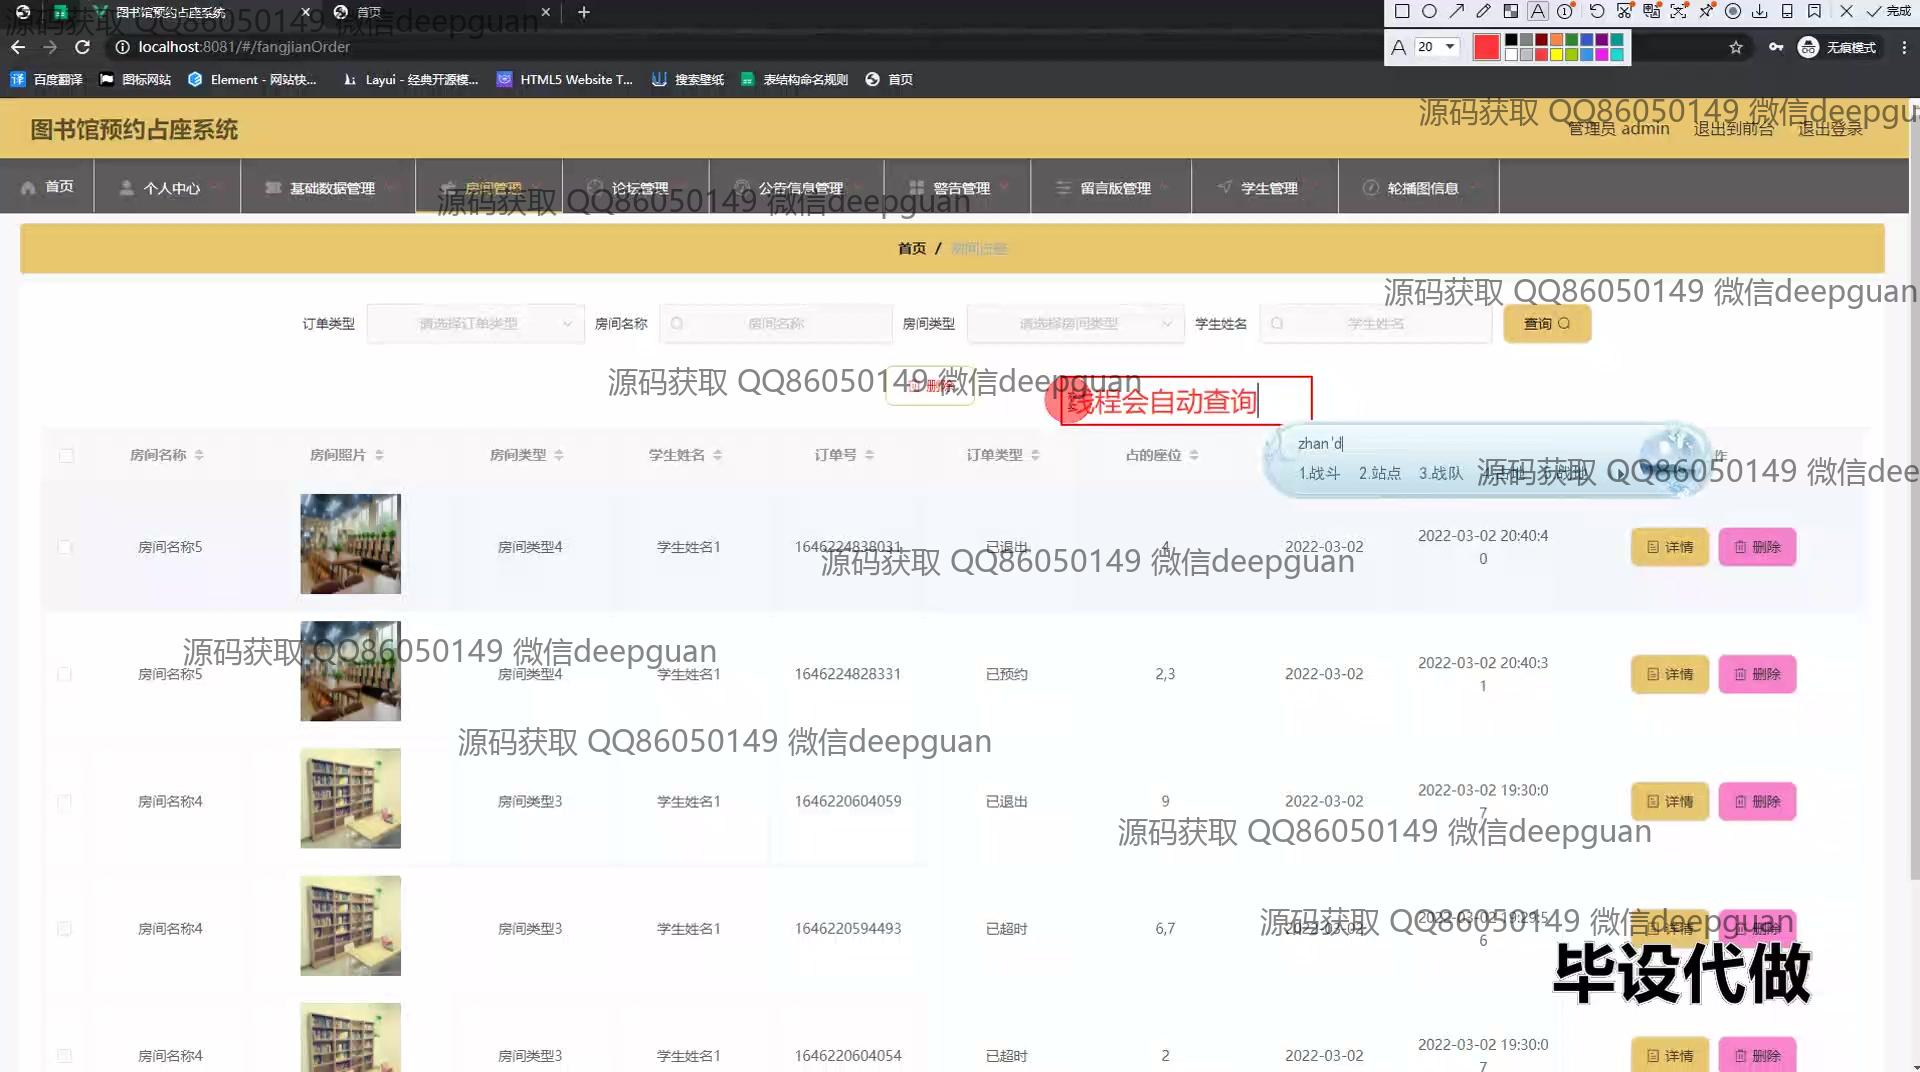 图书馆预约占座系统
首页
完成
localhost:8081/#/fangjianOrder
A 20
无痕模式
百度翻译
图标网站
Element - 网站快...
Layui - 经典开源模...
HTML5 Website T...
搜索壁纸
表结构命名规则
首页
源码获取 QQ86050149 微信deepguan
源码获取 QQ86050149 微信deepgu
图书馆预约占座系统
管理员 admin
退出到前台
退出登录
首页
个人中心
基础数据管理
房间管理
论坛管理
公告信息管理
警告管理
留言版管理
学生管理
轮播图信息
源码获取 QQ86050149 微信deepguan
首页 / 房间占座
源码获取 QQ86050149 微信deepguan
订单类型 请选择订单类型
房间名称 房间名称
房间类型 请选择房间类型
学生姓名 学生姓名
查询
源码获取 QQ86050149 微信deepguan
删除
线程会自动查询
zhan'd
1.战斗 2.站点 3.战队
源码获取 QQ86050149 微信deepe
房间名称 房间照片 房间类型 学生姓名 订单号 订单类型 占的座位 作
房间名称5 房间类型4 学生姓名1 1646224838031 已退出 4 2022-03-02 2022-03-02 20:40:4
0
详情 删除
源码获取 QQ86050149 微信deepguan
房间名称5 房间类型4 学生姓名1 1646224828331 已预约 2,3 2022-03-02 2022-03-02 20:40:3
1
详情 删除
源码获取 QQ86050149 微信deepguan
源码获取 QQ86050149 微信deepguan
房间名称4 房间类型3 学生姓名1 1646220604059 已退出 9 2022-03-02 2022-03-02 19:30:0
7
详情 删除
源码获取 QQ86050149 微信deepguan
房间名称4 房间类型3 学生姓名1 1646220594493 已超时 6,7 2022-03-02 2022-03-02 19:29:5
6
详情 删除
源码获取 QQ86050149 微信deepguan
毕设代做
房间名称4 房间类型3 学生姓名1 1646220604054 已超时 2 2022-03-02 2022-03-02 19:30:0
7
详情 删除